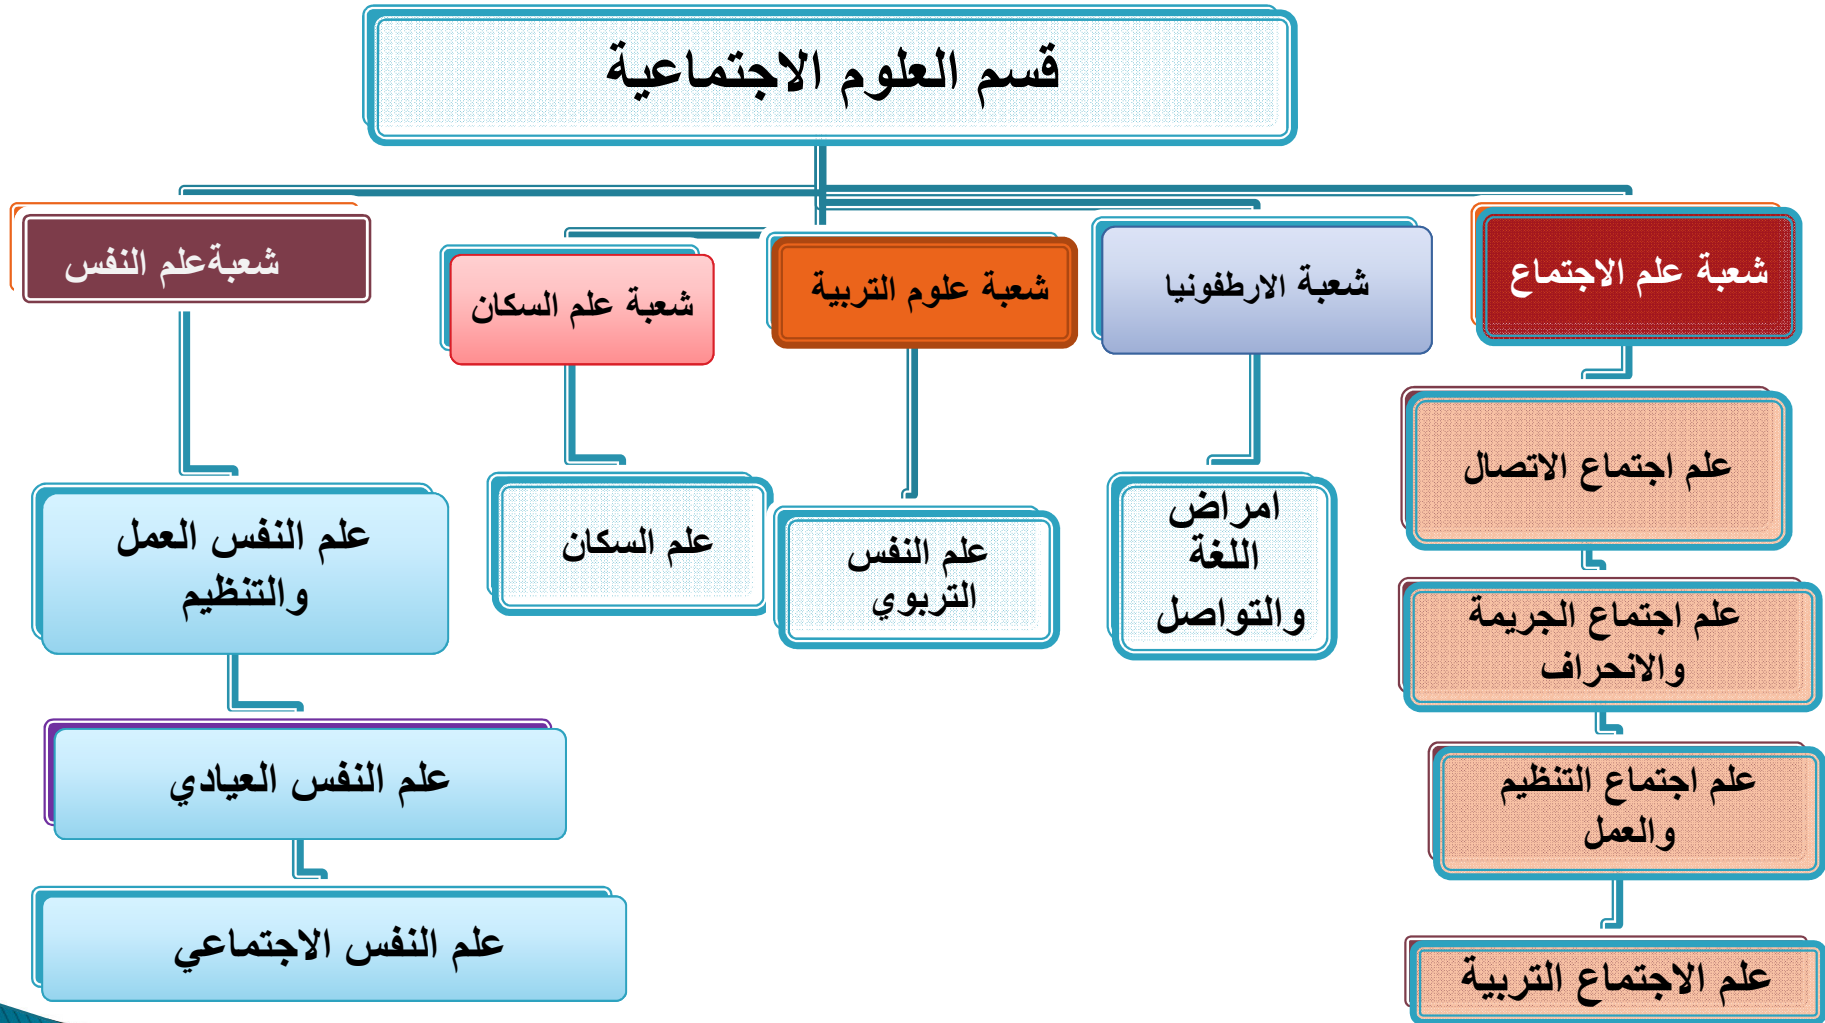 قسم العلوم الاجتماعية
شعبة علم الاجتماع
شعبة الارطفونيا
شعبة علوم التربية
شعبة علم السكان
شعبةعلم النفس
علم اجتماع الاتصال
علم اجتماع الجريمة
والانحراف
علم اجتماع التنظيم
والعمل
علم الاجتماع التربية
امراض
اللغة
والتواصل
علم النفس
التربوي
علم السكان
علم النفس العمل
والتنظيم
علم النفس العيادي
علم النفس الاجتماعي